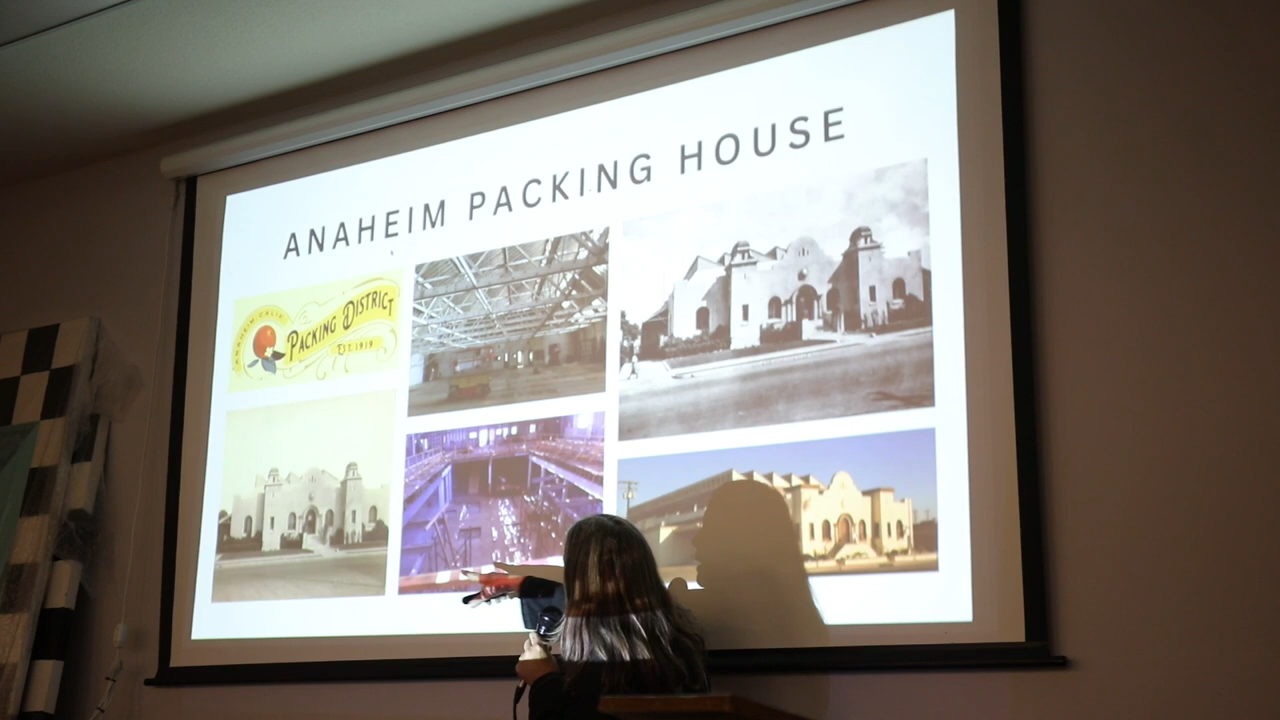 ANAHEIM PACKING HOUSE
ANAHEIM-CALIF.
PACKING DISTRICT
EST. 1919